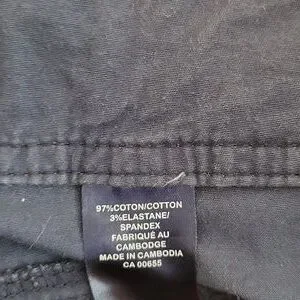 97%COTON/COTTON
3%ELASTANE/
SPANDEX
FABRIQUÉ AU
CAMBODGE
MADE IN CAMBODIA
CA 00655